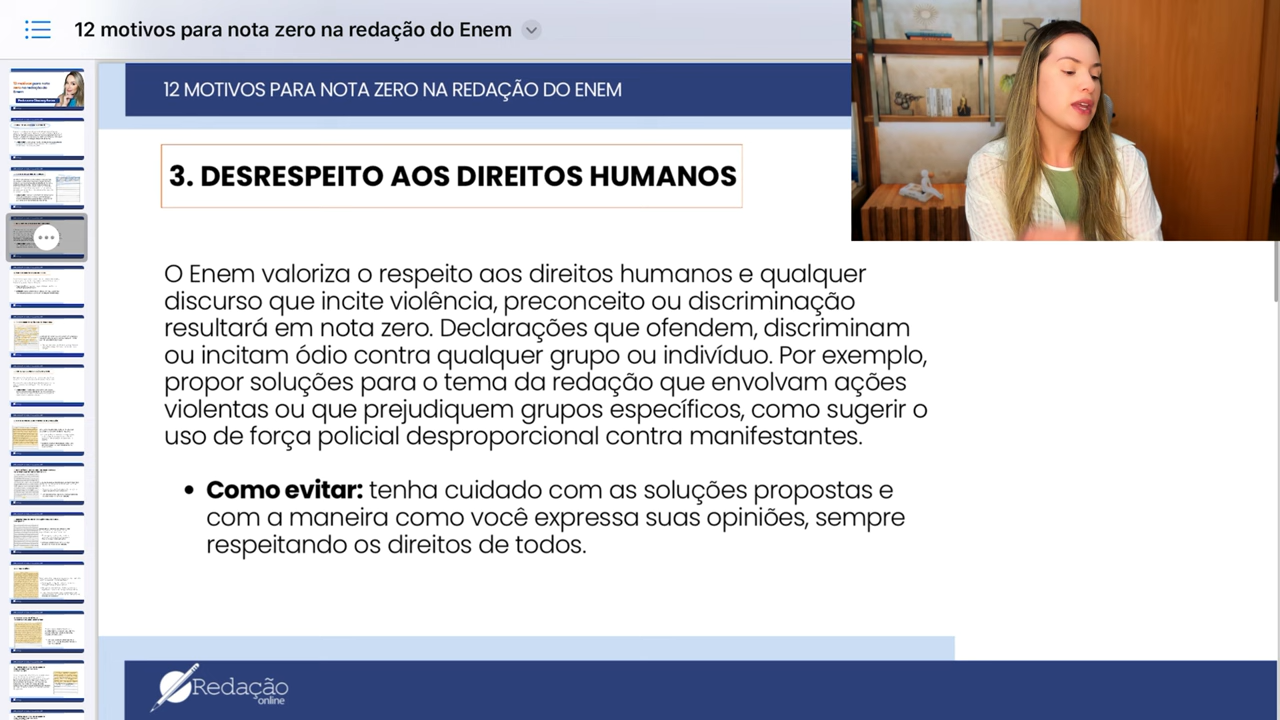 12 motivos para nota zero na redação do Enem
12 MOTIVOS PARA NOTA ZERO NA REDAÇÃO DO ENEM
3. DESRESPEITO AOS DIREITOS HUMANOS
O Enem valoriza o respeito aos direitos humanos e qualquer
discurso que incite violência, preconceito ou discriminação
resultará em nota zero. Declarações que ofendem, discriminam
ou incitam ódio contra qualquer grupo ou indivíduo. Por exemplo,
propor soluções para o tema da redação que envolvam ações
violentas ou que prejudiquem grupos específicos, como sugerir o
uso de força policial desproporcional contra manifestantes.
• Como evitar: tenha cuidado com as soluções propostas e
com a maneira como você expressa suas opiniões, sempre
respeitando os direitos de todos.
Redação
online